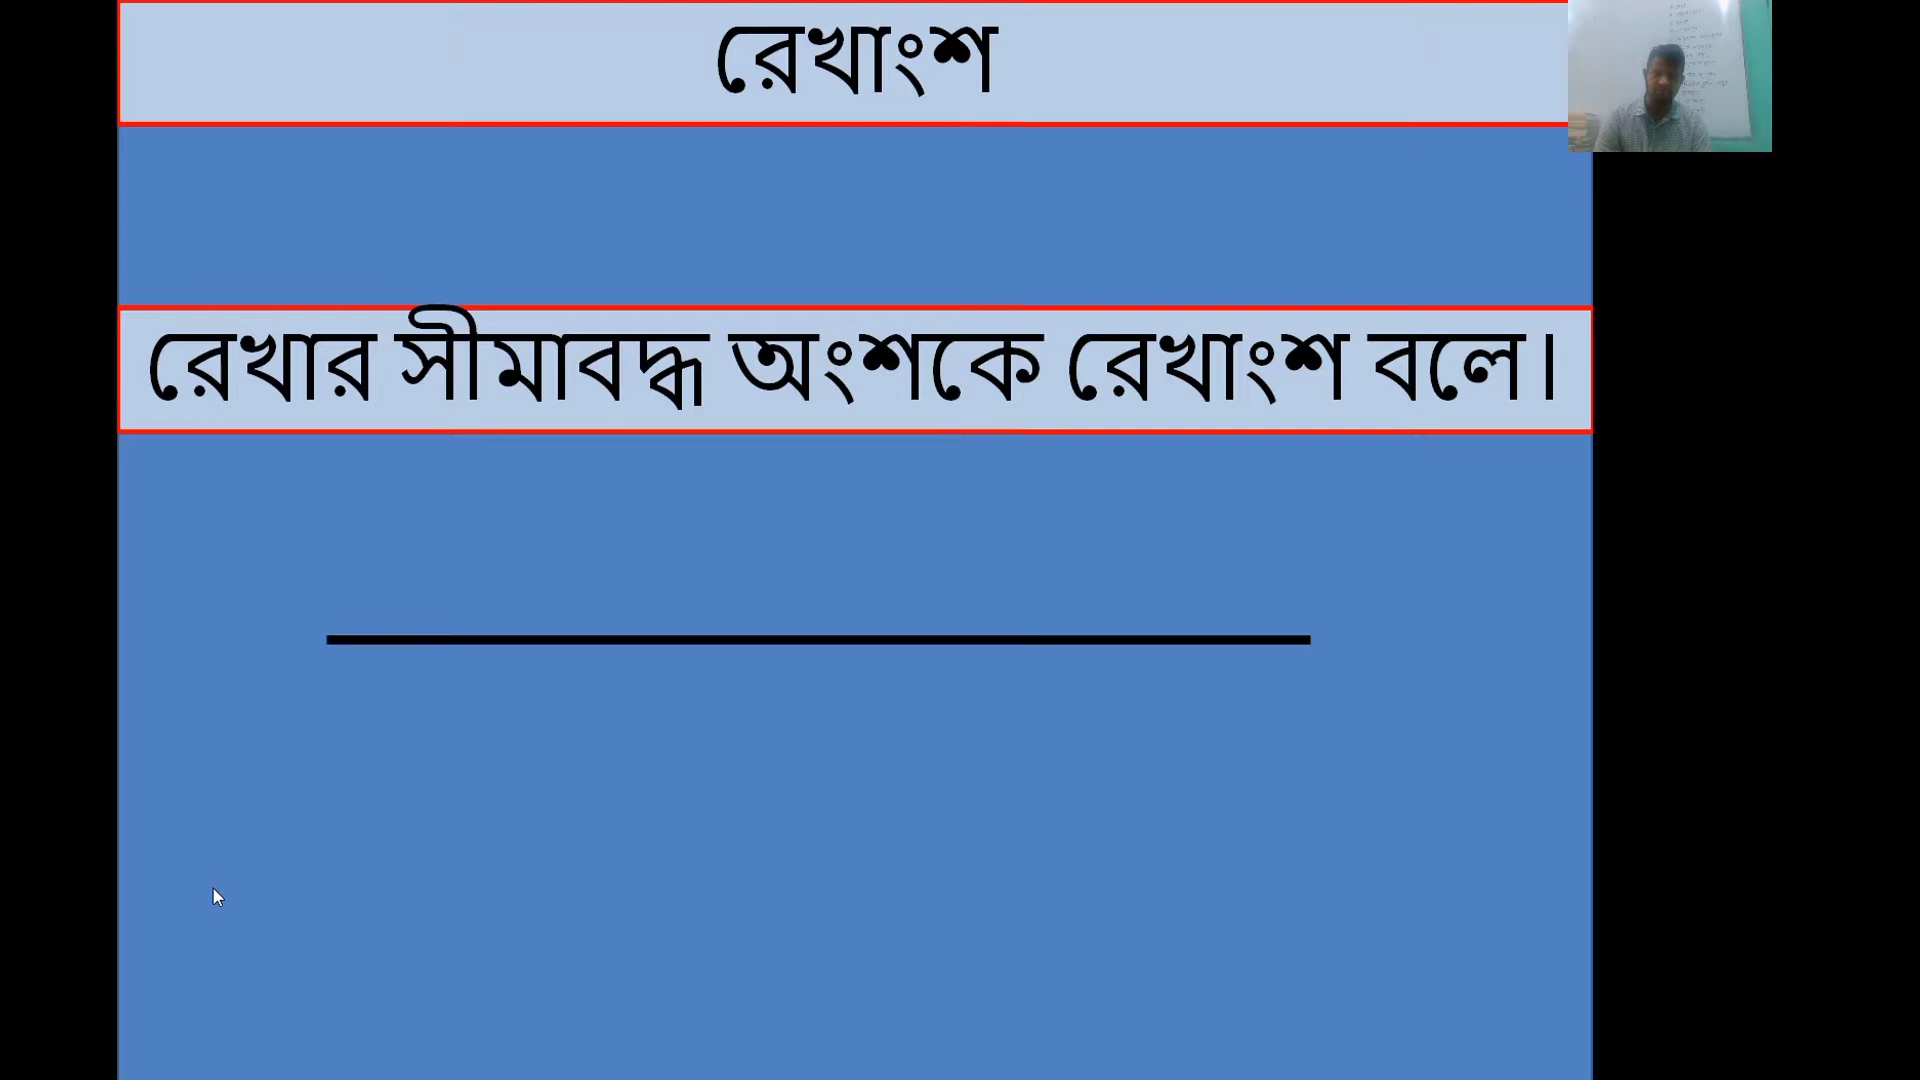 রেখাংশ
রেখার সীমাবদ্ধ অংশকে রেখাংশ বলে।